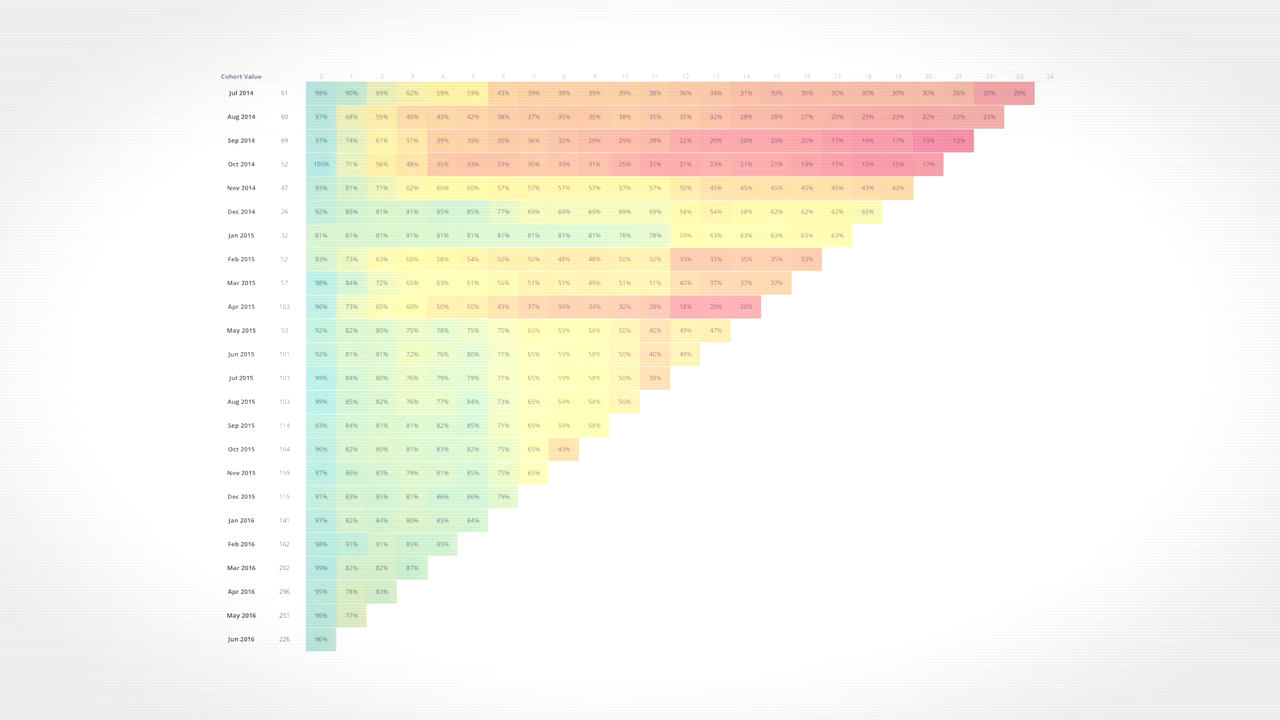 Cohort Value 0 1 2 3 4 5 6 7 8 9 10 11 12 13 14 15 16 17 18 19 20 21 22 23 24
Jul 2014 61 98% 90% 69% 62% 59% 59% 43% 39% 39% 39% 39% 38% 36% 34% 31% 30% 30% 30% 30% 30% 30% 28% 20% 20%
Aug 2014 60 97% 68% 55% 45% 43% 42% 38% 37% 35% 35% 38% 35% 35% 32% 28% 28% 27% 25% 23% 23% 22% 23% 23%
Sep 2014 69 97% 74% 61% 51% 39% 39% 35% 36% 32% 29% 25% 28% 22% 20% 20% 20% 20% 17% 16% 17% 13% 13%
Oct 2014 52 100% 71% 56% 48% 35% 33% 33% 35% 33% 31% 25% 21% 21% 23% 21% 21% 19% 17% 15% 15% 17%
Nov 2014 42 93% 81% 71% 62% 60% 60% 57% 57% 57% 57% 57% 57% 50% 45% 45% 45% 45% 45% 43% 43%
Dec 2014 26 92% 85% 81% 81% 85% 85% 77% 69% 69% 69% 69% 69% 58% 54% 58% 62% 62% 62% 65%
Jan 2015 32 81% 81% 81% 81% 81% 81% 81% 81% 81% 81% 78% 78% 59% 63% 63% 63% 63% 63%
Feb 2015 52 83% 73% 63% 60% 58% 54% 50% 50% 48% 48% 50% 50% 33% 33% 35% 35% 33%
Mar 2015 57 98% 84% 72% 65% 63% 61% 56% 51% 51% 49% 51% 51% 40% 37% 37% 37%
Apr 2015 103 96% 73% 65% 60% 50% 50% 43% 37% 34% 34% 32% 29% 18% 20% 20%
May 2015 93 92% 82% 80% 75% 78% 75% 70% 60% 59% 58% 50% 40% 49% 47%
Jun 2015 101 92% 81% 81% 72% 76% 80% 71% 65% 59% 58% 50% 40% 49%
Jul 2015 103 99% 84% 80% 76% 79% 79% 71% 65% 59% 58% 50% 39%
Aug 2015 103 99% 85% 82% 76% 77% 84% 73% 65% 59% 58% 50%
Sep 2015 114 93% 84% 81% 81% 82% 85% 71% 65% 59% 58%
Oct 2015 164 96% 82% 80% 81% 83% 82% 75% 65% 43%
Nov 2015 159 97% 86% 83% 79% 81% 85% 75% 65%
Dec 2015 115 91% 83% 85% 81% 86% 86% 79%
Jan 2016 141 97% 82% 84% 80% 83% 84%
Feb 2016 162 98% 91% 81% 85% 85%
Mar 2016 202 99% 82% 82% 87%
Apr 2016 296 95% 78% 83%
May 2016 251 96% 77%
Jun 2016 226 96%